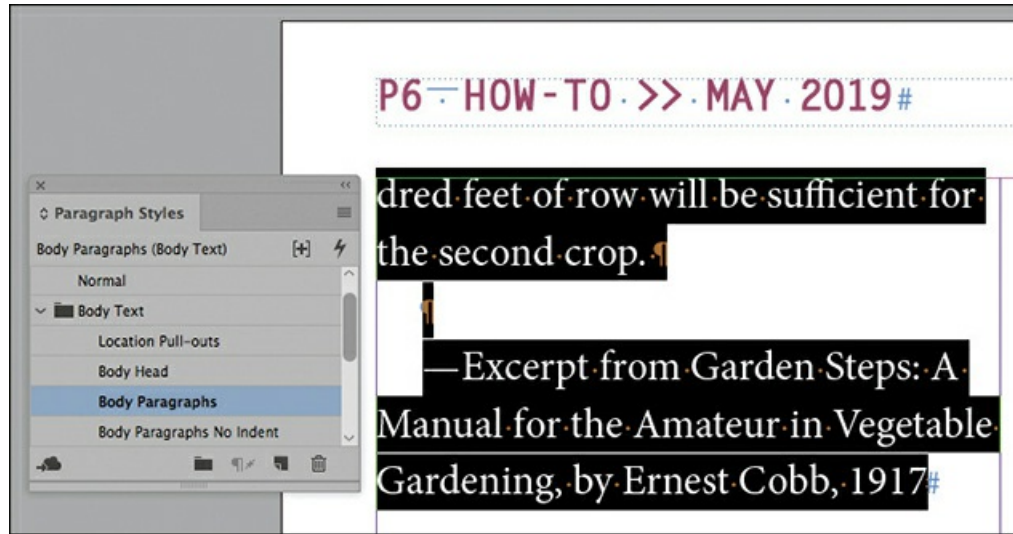 P6 — HOW-TO >> MAY 2019#
dred feet of row will be sufficient for
the second crop. ¶
¶
—Excerpt from Garden Steps: A
Manual for the Amateur in Vegetable
Gardening, by Ernest Cobb, 1917#
Paragraph Styles
Body Paragraphs (Body Text) [+]
Normal
Body Text
Location Pull-outs
Body Head
Body Paragraphs
Body Paragraphs No Indent